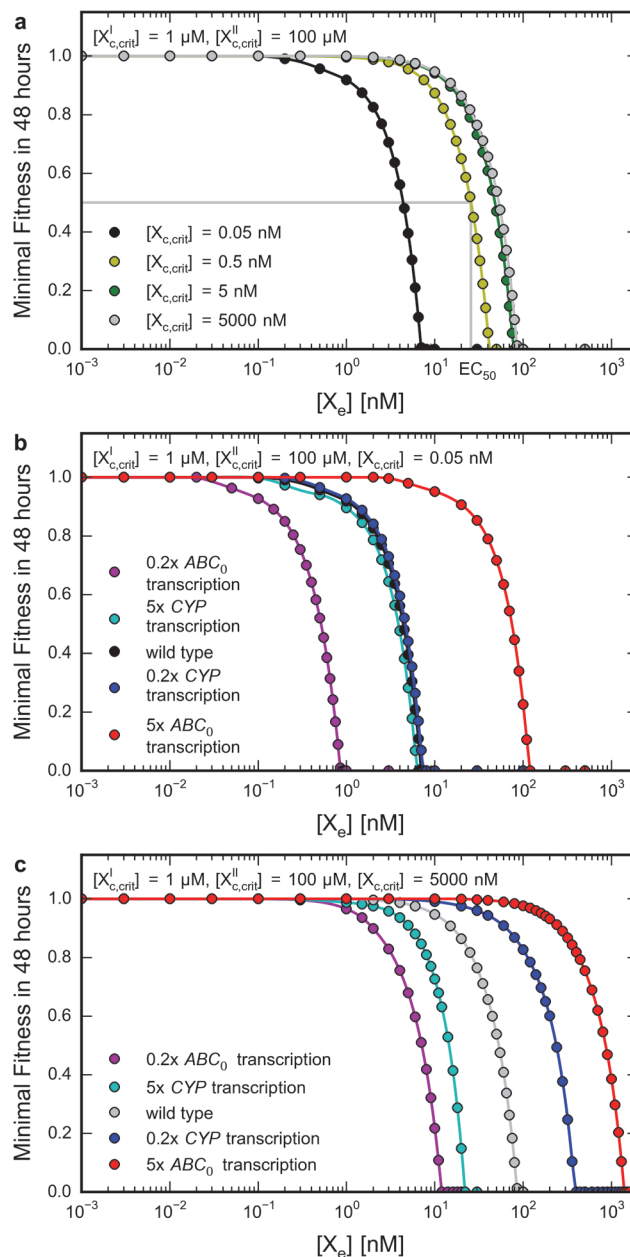 a
[X^I_c,crit] = 1 µM, [X^II_c,crit] = 100 µM
Minimal Fitness in 48 hours
1.0
0.8
0.6
0.4
0.2
0.0
[X_c,crit] = 0.05 nM
[X_c,crit] = 0.5 nM
[X_c,crit] = 5 nM
[X_c,crit] = 5000 nM
10^-3 10^-2 10^-1 10^0 10^1 EC_50 10^2 10^3
[X_e] [nM]
b
[X^I_c,crit] = 1 µM, [X^II_c,crit] = 100 µM, [X_c,crit] = 0.05 nM
Minimal Fitness in 48 hours
1.0
0.8
0.6
0.4
0.2
0.0
0.2x ABC_0
transcription
5x CYP
transcription
wild type
0.2x CYP
transcription
5x ABC_0
transcription
10^-3 10^-2 10^-1 10^0 10^1 10^2 10^3
[X_e] [nM]
c
[X^I_c,crit] = 1 µM, [X^II_c,crit] = 100 µM, [X_c,crit] = 5000 nM
Minimal Fitness in 48 hours
1.0
0.8
0.6
0.4
0.2
0.0
0.2x ABC_0 transcription
5x CYP transcription
wild type
0.2x CYP transcription
5x ABC_0 transcription
10^-3 10^-2 10^-1 10^0 10^1 10^2 10^3
[X_e] [nM]